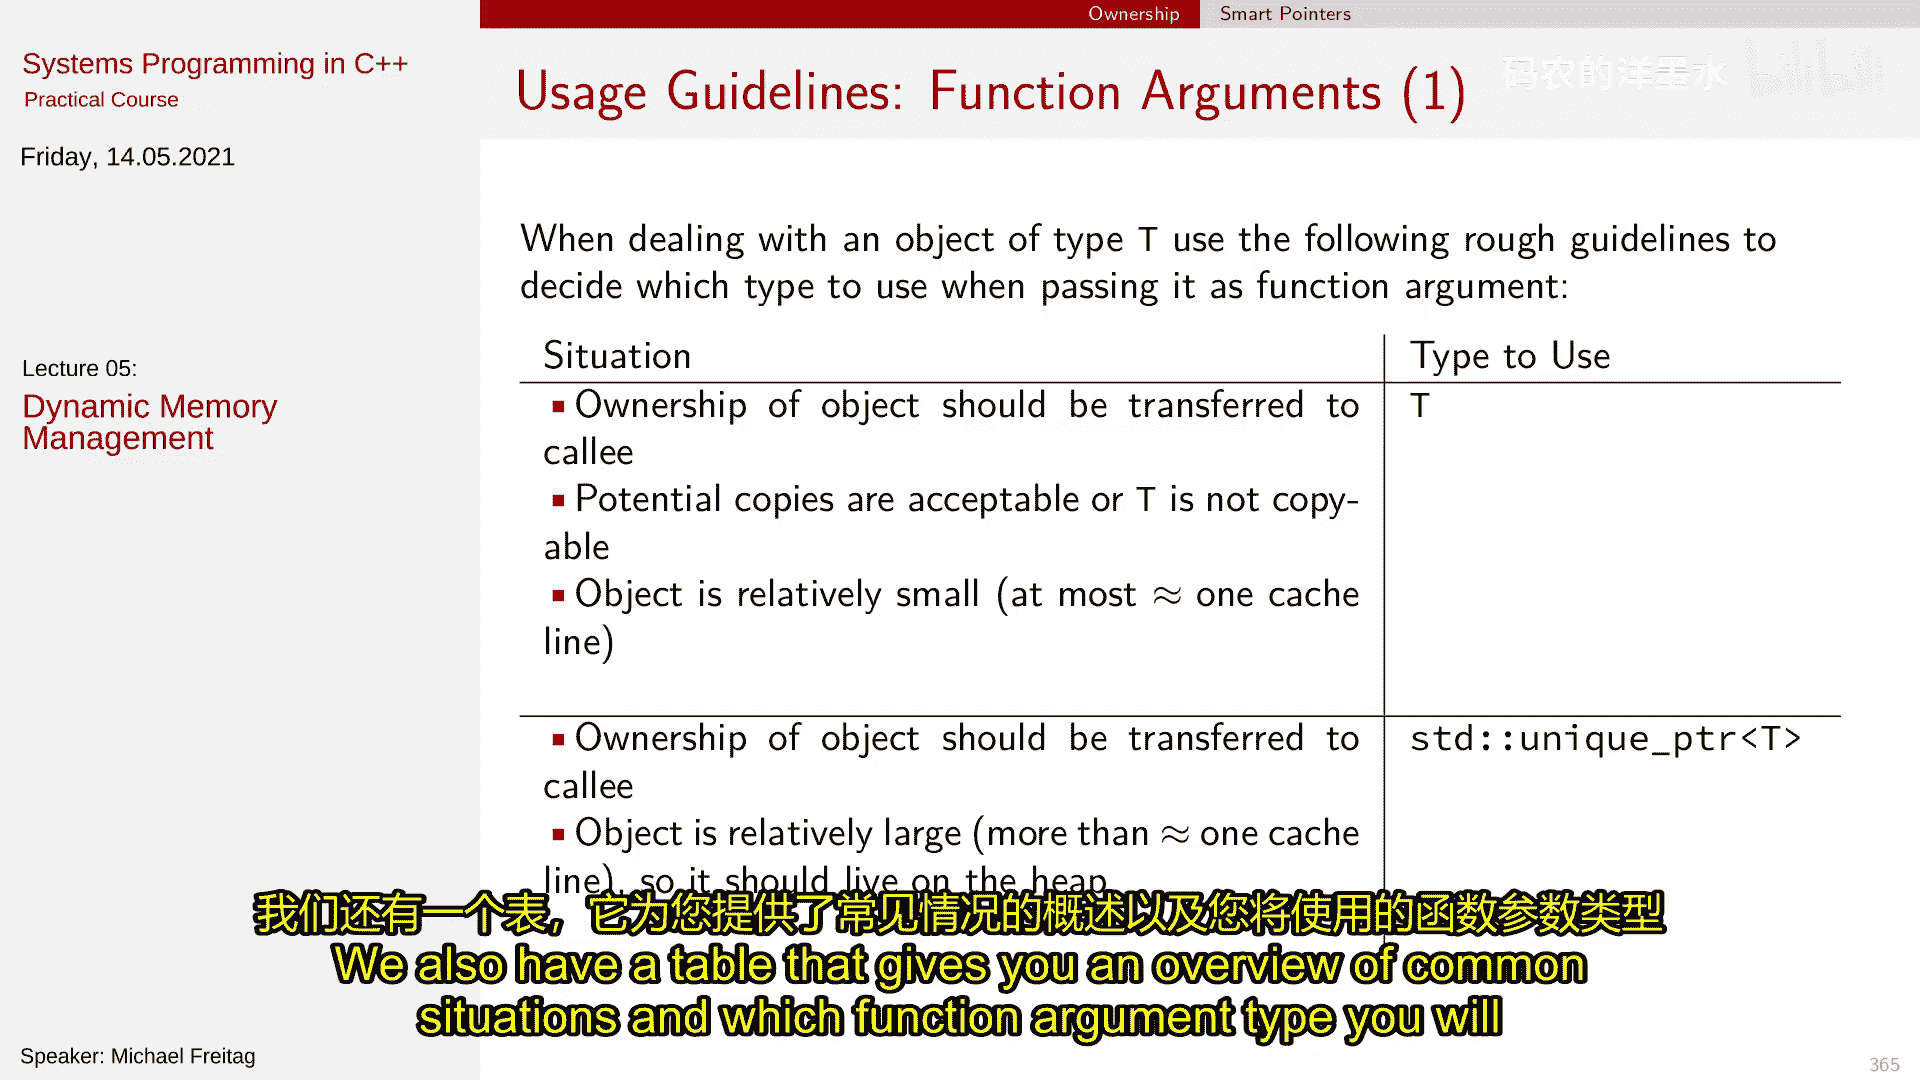 Ownership Smart Pointers
Systems Programming in C++
Practical Course
Friday, 14.05.2021
Usage Guidelines: Function Arguments (1)
码农的洋墨水 bilibili
When dealing with an object of type T use the following rough guidelines to
decide which type to use when passing it as function argument:
Situation Type to Use
Lecture 05:
Dynamic Memory
Management
▪ Ownership of object should be transferred to T
callee
▪ Potential copies are acceptable or T is not copy-
able
▪ Object is relatively small (at most ≈ one cache
line)
▪ Ownership of object should be transferred to std::unique_ptr<T>
callee
▪ Object is relatively large (more than ≈ one cache
line), so it should live on the heap
我们还有一个表，它为您提供了常见情况的概述以及您将使用的函数参数类型
We also have a table that gives you an overview of common
situations and which function argument type you will
Speaker: Michael Freitag
365